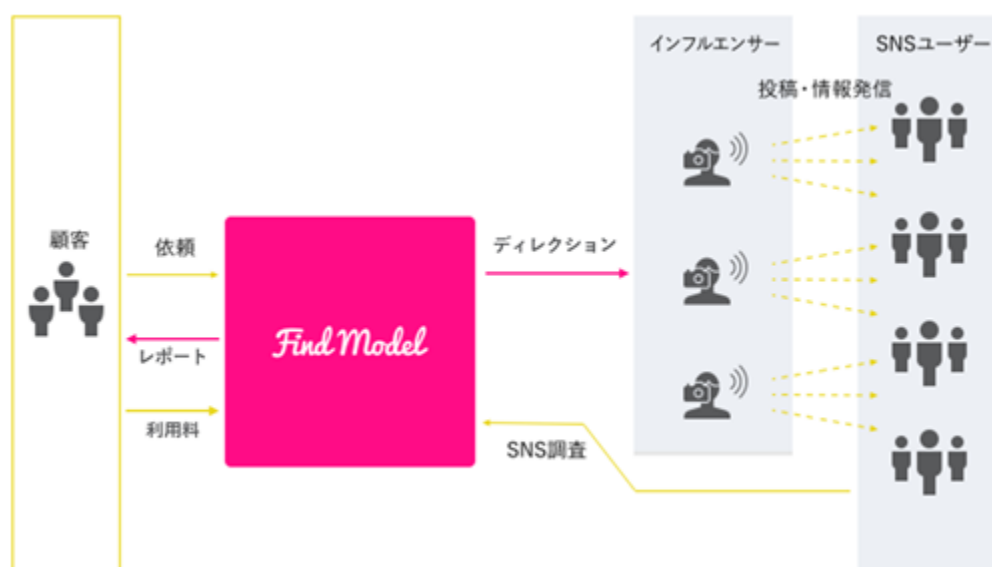 インフルエンサー
SNSユーザー
投稿・情報発信
顧客
依頼
ディレクション
Find Model
レポート
利用料
SNS調査